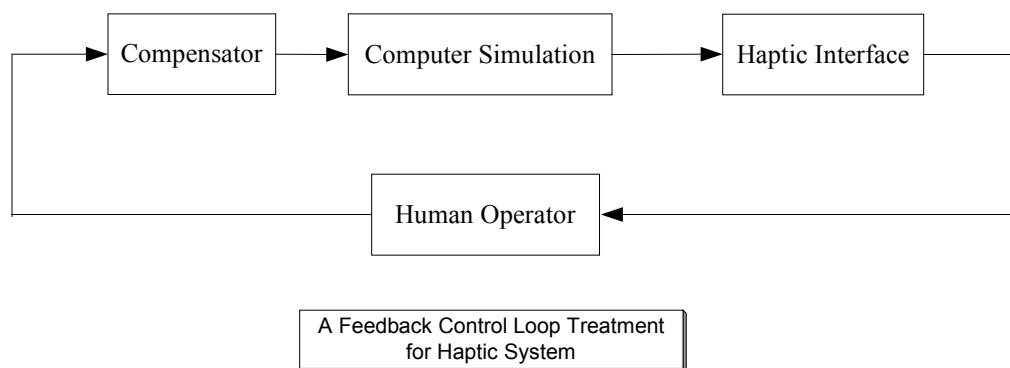 Compensator
Computer Simulation
Haptic Interface
Human Operator
A Feedback Control Loop Treatment
for Haptic System